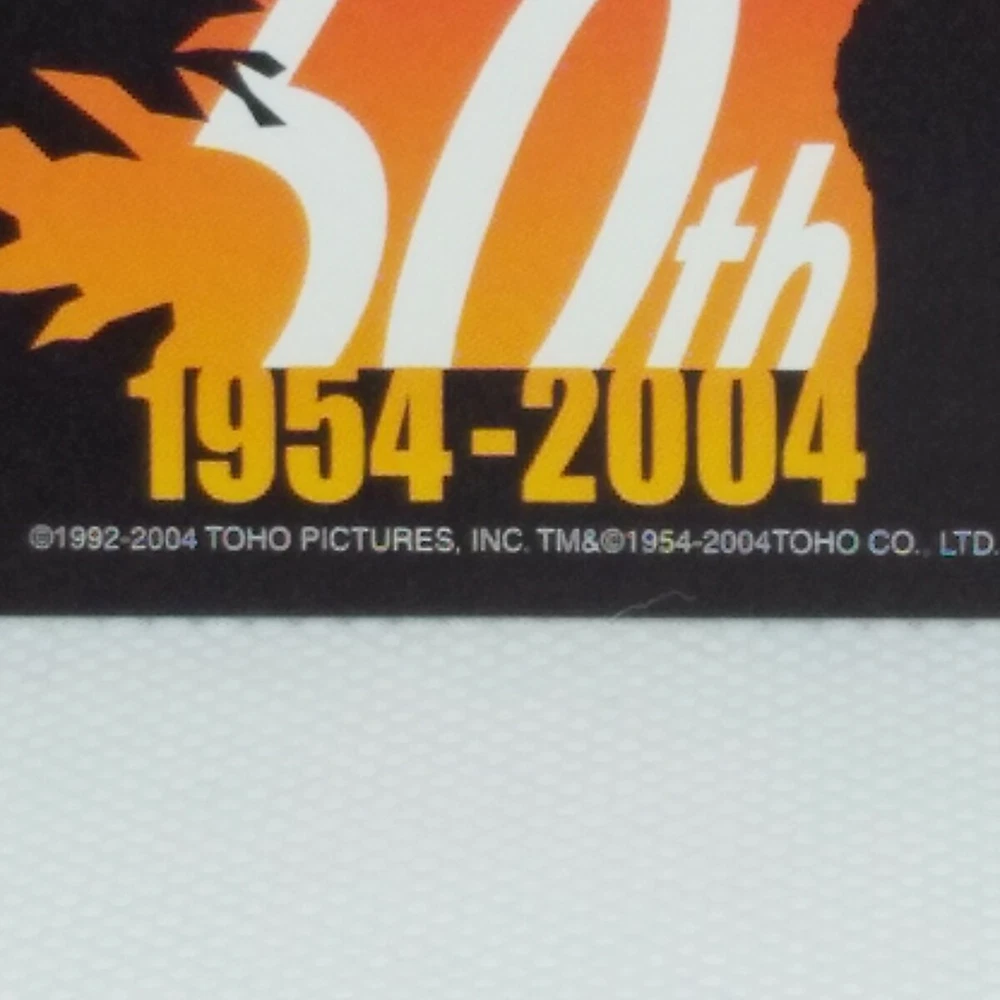 50th
1954-2004
©1992-2004 TOHO PICTURES, INC. TM&©1954-2004TOHO CO., LTD.